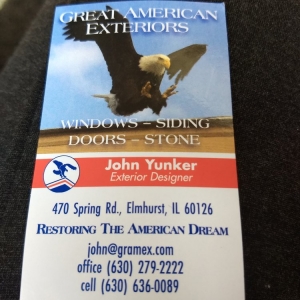 GREAT AMERICAN
EXTERIORS
WINDOWS – SIDING
DOORS – STONE
John Yunker
Exterior Designer
470 Spring Rd., Elmhurst, IL 60126
RESTORING THE AMERICAN DREAM
john@gramex.com
office (630) 279-2222
cell (630) 636-0089